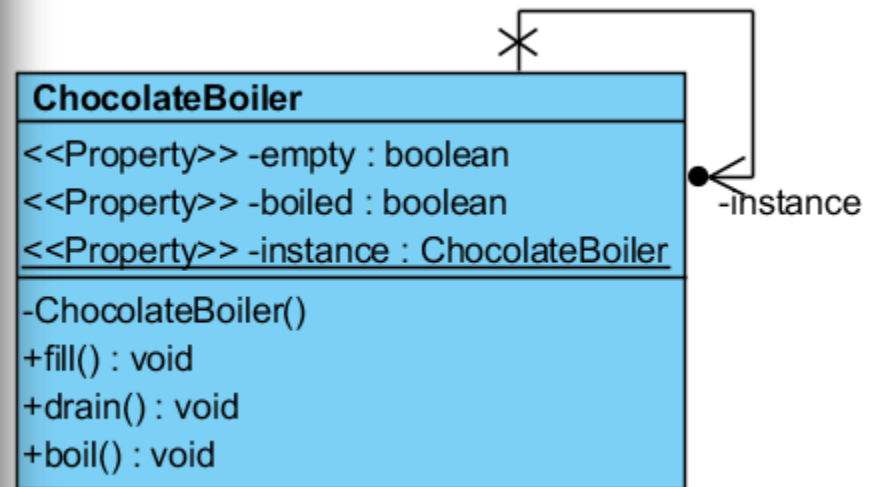 ChocolateBoiler
<<Property>> -empty : boolean
<<Property>> -boiled : boolean
<<Property>> -instance : ChocolateBoiler
-instance
-ChocolateBoiler()
+fill() : void
+drain() : void
+boil() : void